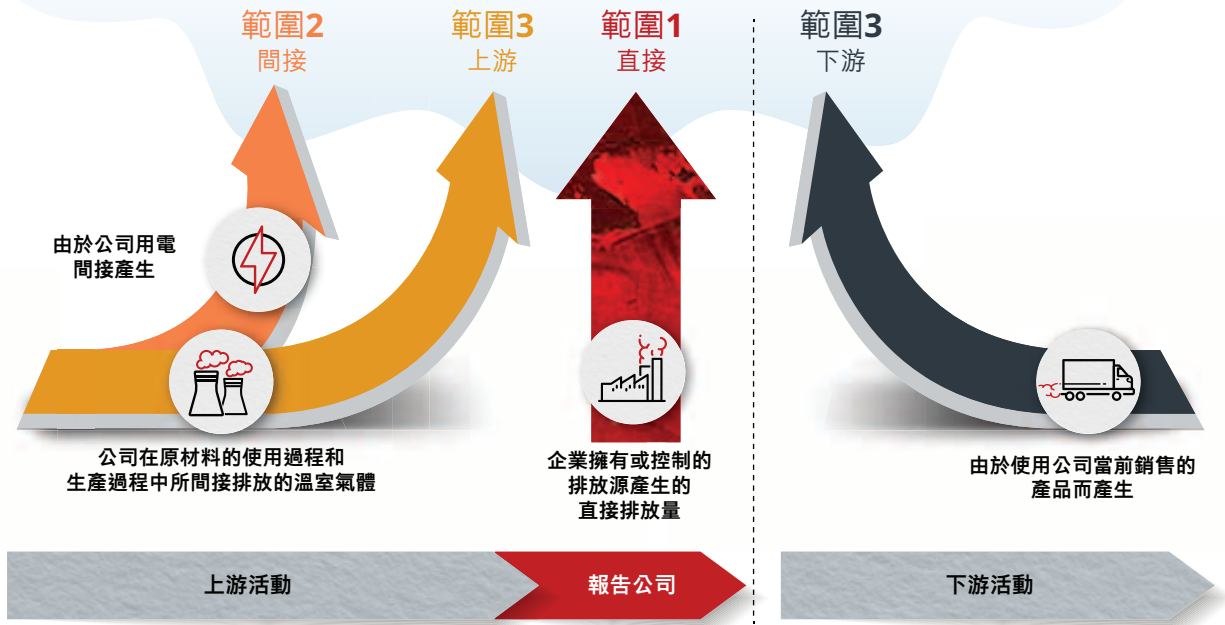 範圍2
間接
範圍3
上游
範圍1
直接
範圍3
下游
由於公司用電
間接產生
公司在原材料的使用過程和
生產過程中所間接排放的溫室氣體
企業擁有或控制的
排放源產生的
直接排放量
由於使用公司當前銷售的
產品而產生
上游活動
報告公司
下游活動